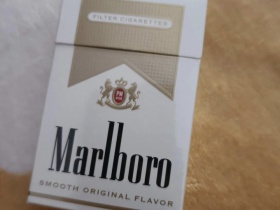 FILTER CIGARETTES
Marlboro
SMOOTH ORIGINAL FLAVOR